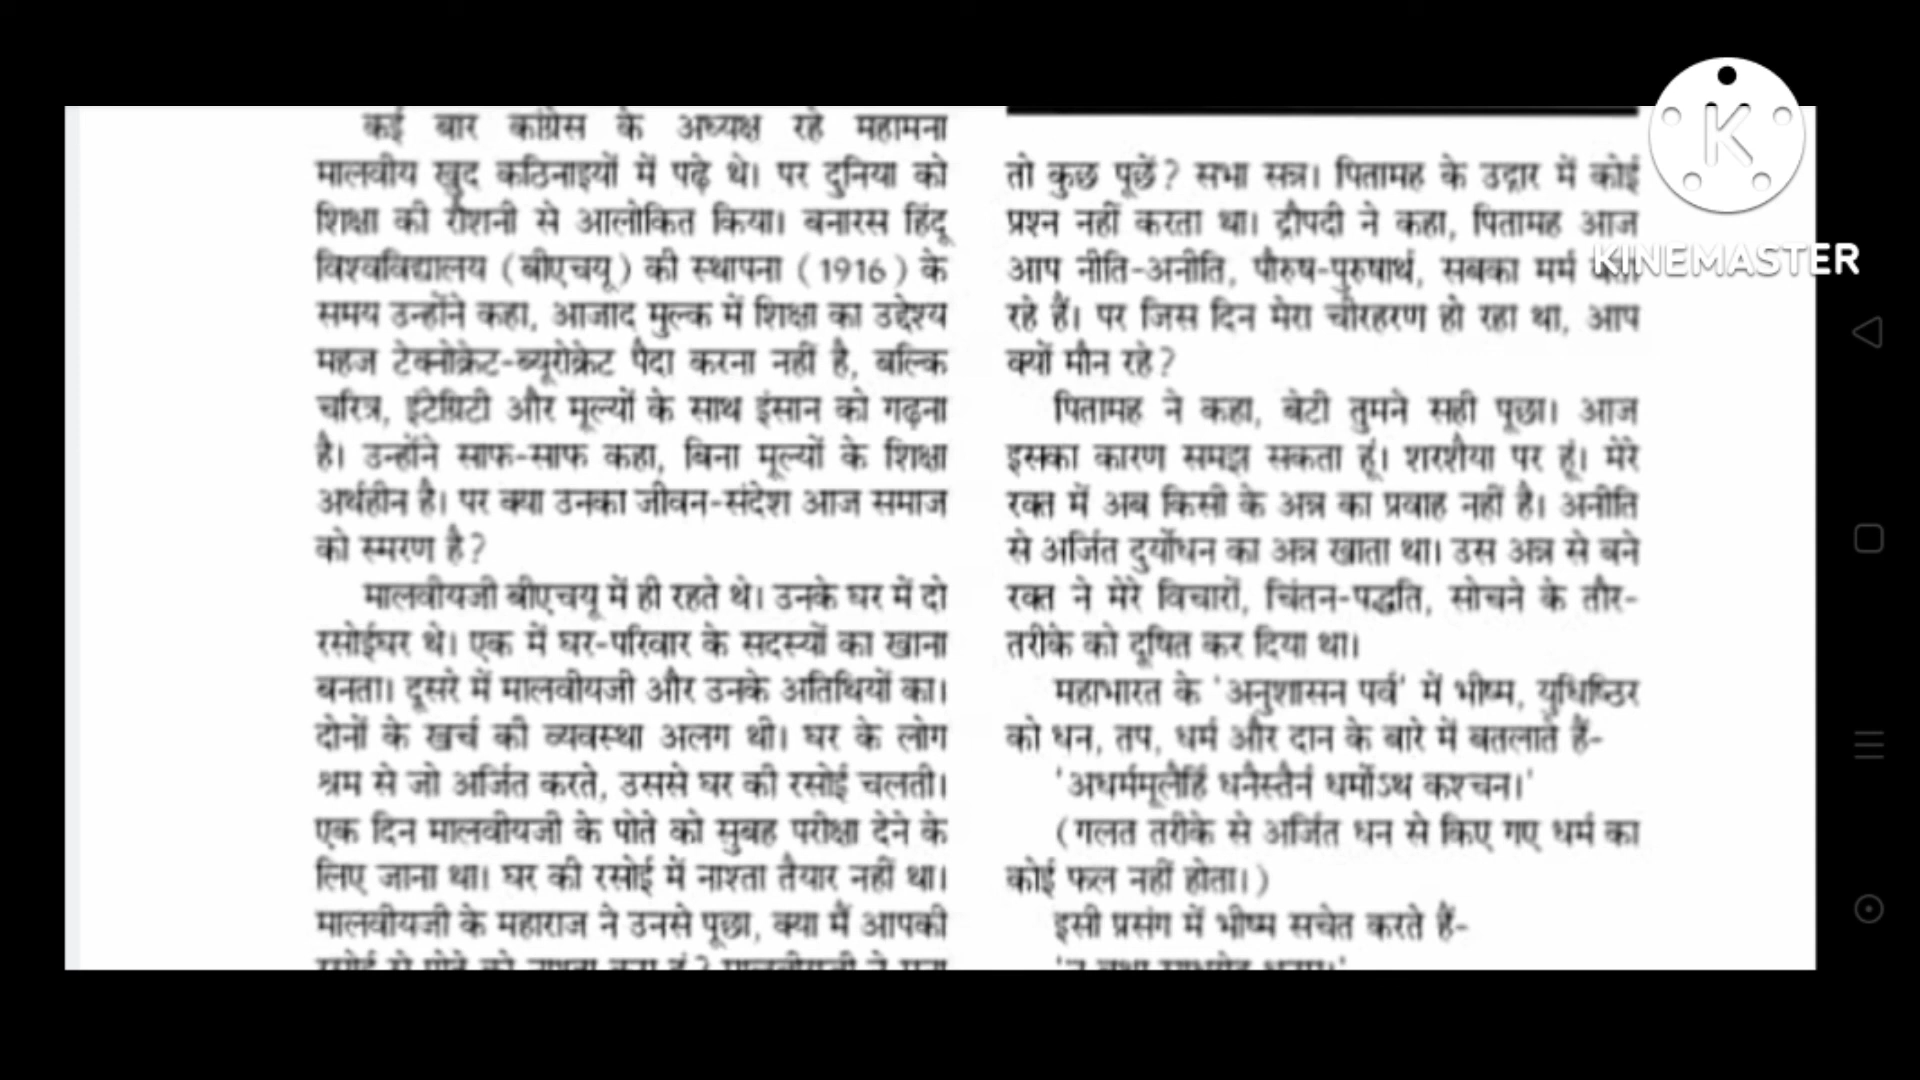 कई बार कांग्रेस के अध्यक्ष रहे महामना
मालवीय खुद कठिनाइयों में पढ़े थे। पर दुनिया को
शिक्षा की रौशनी से आलोकित किया। बनारस हिंदू
विश्वविद्यालय (बीएचयू) की स्थापना (1916) के
समय उन्होंने कहा, आजाद मुल्क में शिक्षा का उद्देश्य
महज टेक्नोक्रेट-ब्यूरोक्रेट पैदा करना नहीं है, बल्कि
चरित्र, इंटेग्रिटी और मूल्यों के साथ इंसान को गढ़ना
है। उन्होंने साफ-साफ कहा, बिना मूल्यों के शिक्षा
अर्थहीन है। पर क्या उनका जीवन-संदेश आज समाज
को स्मरण है?
मालवीयजी बीएचयू में ही रहते थे। उनके घर में दो
रसोईघर थे। एक में घर-परिवार के सदस्यों का खाना
बनता। दूसरे में मालवीयजी और उनके अतिथियों का।
दोनों के खर्च की व्यवस्था अलग थी। घर के लोग
श्रम से जो अर्जित करते, उससे घर की रसोई चलती।
एक दिन मालवीयजी के पोते को सुबह परीक्षा देने के
लिए जाना था। घर की रसोई में नाश्ता तैयार नहीं था।
मालवीयजी के महाराज ने उनसे पूछा, क्या मैं आपकी
तो कुछ पूछें? सभा सन्न। पितामह के उद्गार में कोई
प्रश्न नहीं करता था। द्रौपदी ने कहा, पितामह आज
आप नीति-अनीति, पौरुष-पुरुषार्थ, सबका मर्म
रहे हैं। पर जिस दिन मेरा चीरहरण हो रहा था, आप
क्यों मौन रहे?
पितामह ने कहा, बेटी तुमने सही पूछा। आज
इसका कारण समझ सकता हूं। शरशैया पर हूं। मेरे
रक्त में अब किसी के अन्न का प्रवाह नहीं है। अनीति
से अर्जित दुर्योधन का अन्न खाता था। उस अन्न से बने
रक्त ने मेरे विचारों, चिंतन-पद्धति, सोचने के तौर-
तरीके को दूषित कर दिया था।
महाभारत के 'अनुशासन पर्व' में भीष्म, युधिष्ठिर
को धन, तप, धर्म और दान के बारे में बतलाते हैं-
'अधर्ममूलैर्हि धनैस्तैर्न धर्मोऽथ कश्चन।'
(गलत तरीके से अर्जित धन से किए गए धर्म का
कोई फल नहीं होता।)
इसी प्रसंग में भीष्म सचेत करते हैं-
K
KINEMASTER